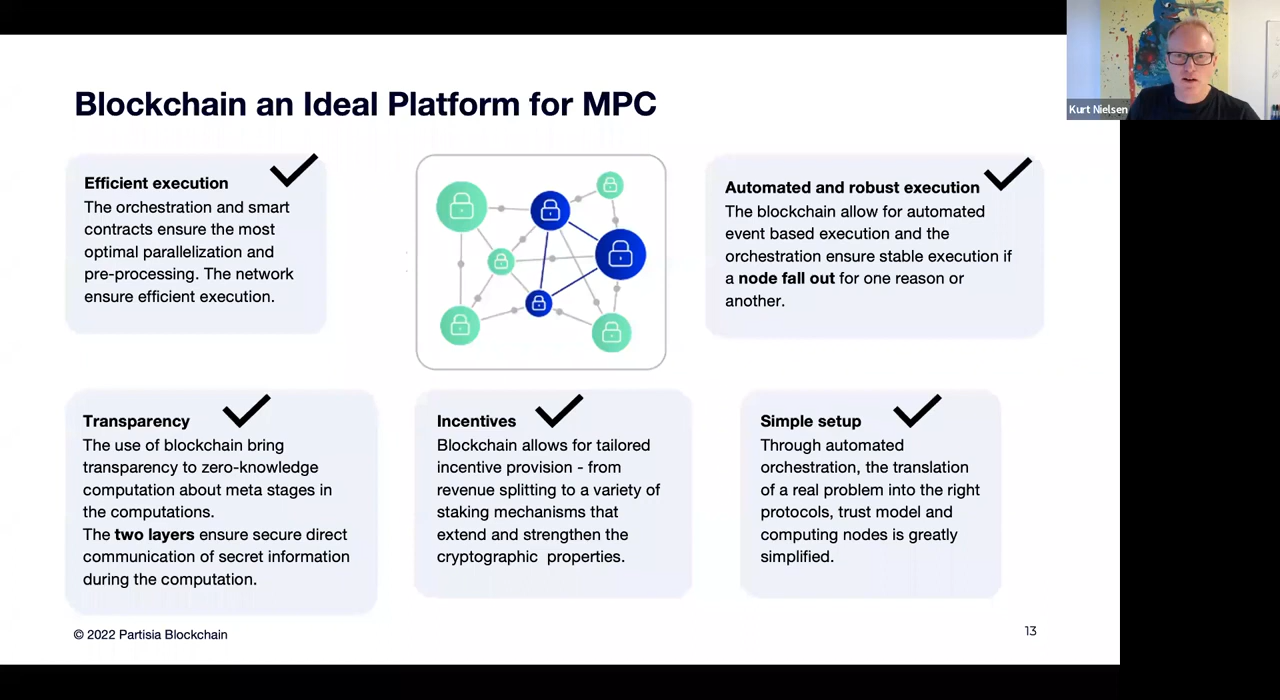 Blockchain an Ideal Platform for MPC
Kurt Nielsen
Efficient execution
The orchestration and smart
contracts ensure the most
optimal parallelization and
pre-processing. The network
ensure efficient execution.
Automated and robust execution
The blockchain allow for automated
event based execution and the
orchestration ensure stable execution if
a node fall out for one reason or
another.
Transparency
The use of blockchain bring
transparency to zero-knowledge
computation about meta stages in
the computations.
The two layers ensure secure direct
communication of secret information
during the computation.
Incentives
Blockchain allows for tailored
incentive provision - from
revenue splitting to a variety of
staking mechanisms that
extend and strengthen the
cryptographic properties.
Simple setup
Through automated
orchestration, the translation
of a real problem into the right
protocols, trust model and
computing nodes is greatly
simplified.
© 2022 Partisia Blockchain
13